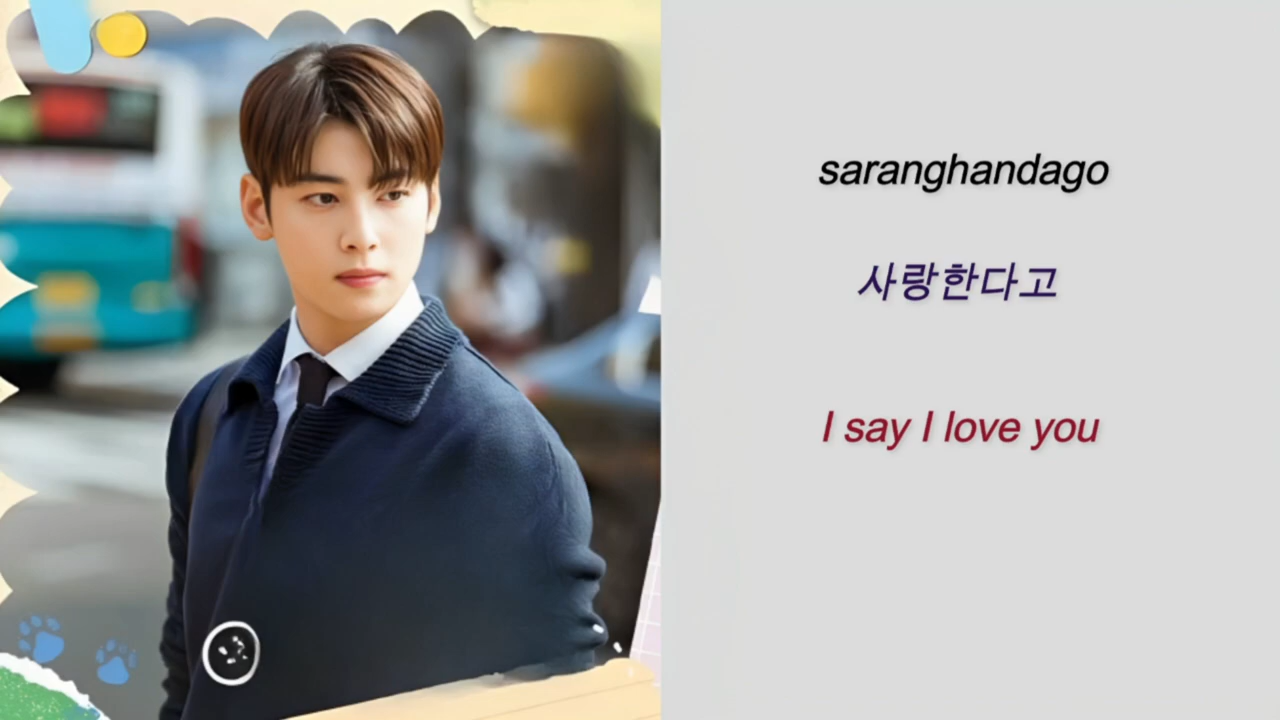 saranghandago
사랑한다고
I say I love you